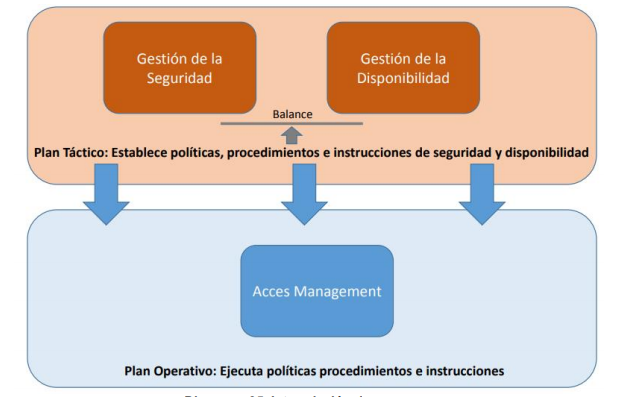 Gestión de la
Seguridad
Gestión de la
Disponibilidad
Balance
Plan Táctico: Establece políticas, procedimientos e instrucciones de seguridad y disponibilidad
Acces Management
Plan Operativo: Ejecuta políticas procedimientos e instrucciones